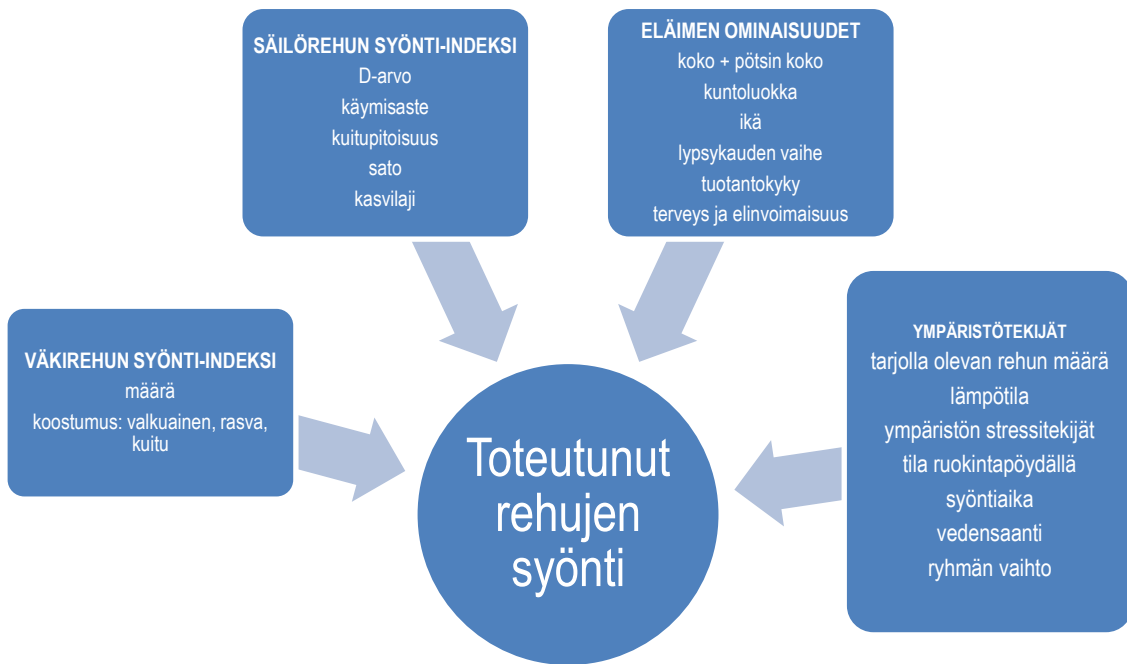 SÄILÖREHUN SYÖNTI-INDEKSI
D-arvo
käymisaste
kuitupitoisuus
sato
kasvilaji
ELÄIMEN OMINAISUUDET
koko + pötsin koko
kuntoluokka
ikä
lypsykauden vaihe
tuotantokyky
terveys ja elinvoimaisuus
VÄKIREHUN SYÖNTI-INDEKSI
määrä
koostumus: valkuainen, rasva,
kuitu
YMPÄRISTÖTEKIJÄT
tarjolla olevan rehun määrä
lämpötila
ympäristön stressitekijät
tila ruokintapöydällä
syöntiaika
vedensaanti
ryhmän vaihto
Toteutunut
rehujen
syönti